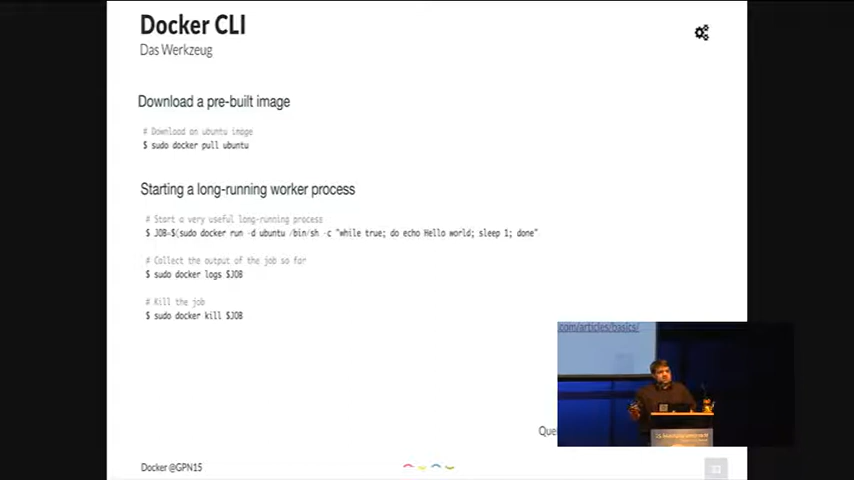 Docker CLI
Das Werkzeug
Download a pre-built image
# Download an ubuntu image
$ sudo docker pull ubuntu
Starting a long-running worker process
# Start a very useful long-running process
$ JOB=$(sudo docker run -d ubuntu /bin/sh -c "while true; do echo Hello world; sleep 1; done"
# Collect the output of the job so far
$ sudo docker logs $JOB
# Kill the job
$ sudo docker kill $JOB
.com/articles/basics/
Que
Docker @GPN15